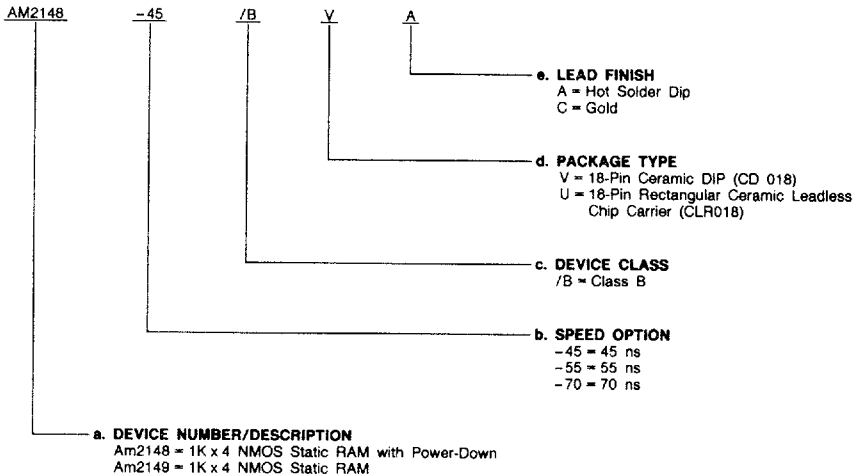 AM2148 -45 /B V A
e. LEAD FINISH
A = Hot Solder Dip
C = Gold
d. PACKAGE TYPE
V = 18-Pin Ceramic DIP (CD 018)
U = 18-Pin Rectangular Ceramic Leadless
Chip Carrier (CLR018)
c. DEVICE CLASS
/B = Class B
b. SPEED OPTION
-45 = 45 ns
-55 = 55 ns
-70 = 70 ns
a. DEVICE NUMBER/DESCRIPTION
Am2148 = 1K x 4 NMOS Static RAM with Power-Down
Am2149 = 1K x 4 NMOS Static RAM